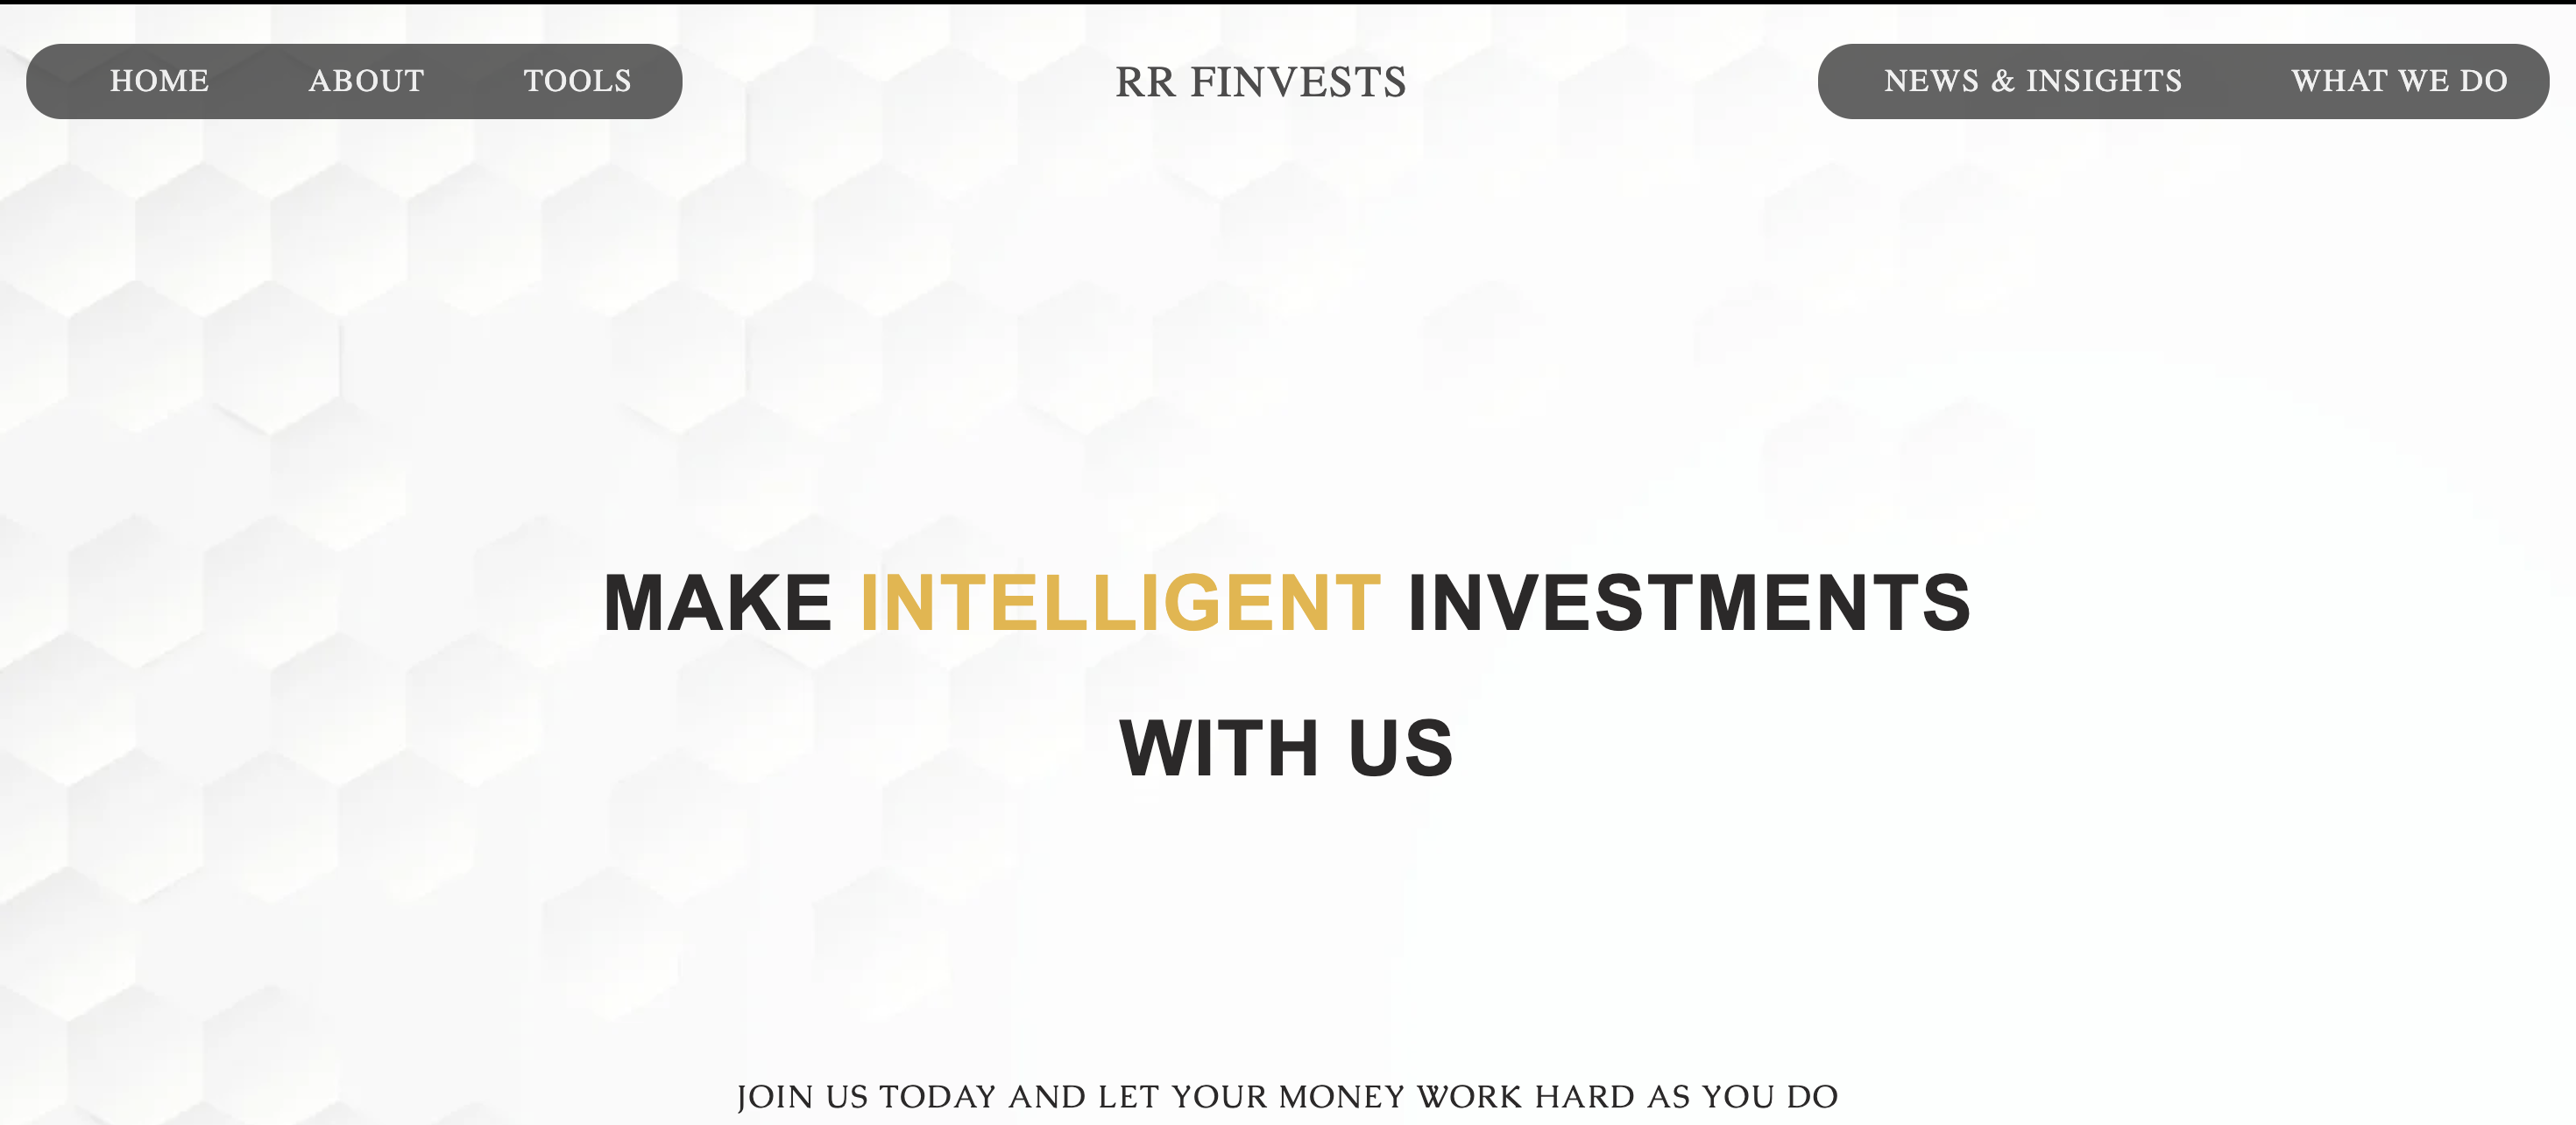 HOME ABOUT TOOLS RR FINVESTS NEWS & INSIGHTS WHAT WE DO
MAKE INTELLIGENT INVESTMENTS
WITH US
JOIN US TODAY AND LET YOUR MONEY WORK HARD AS YOU DO